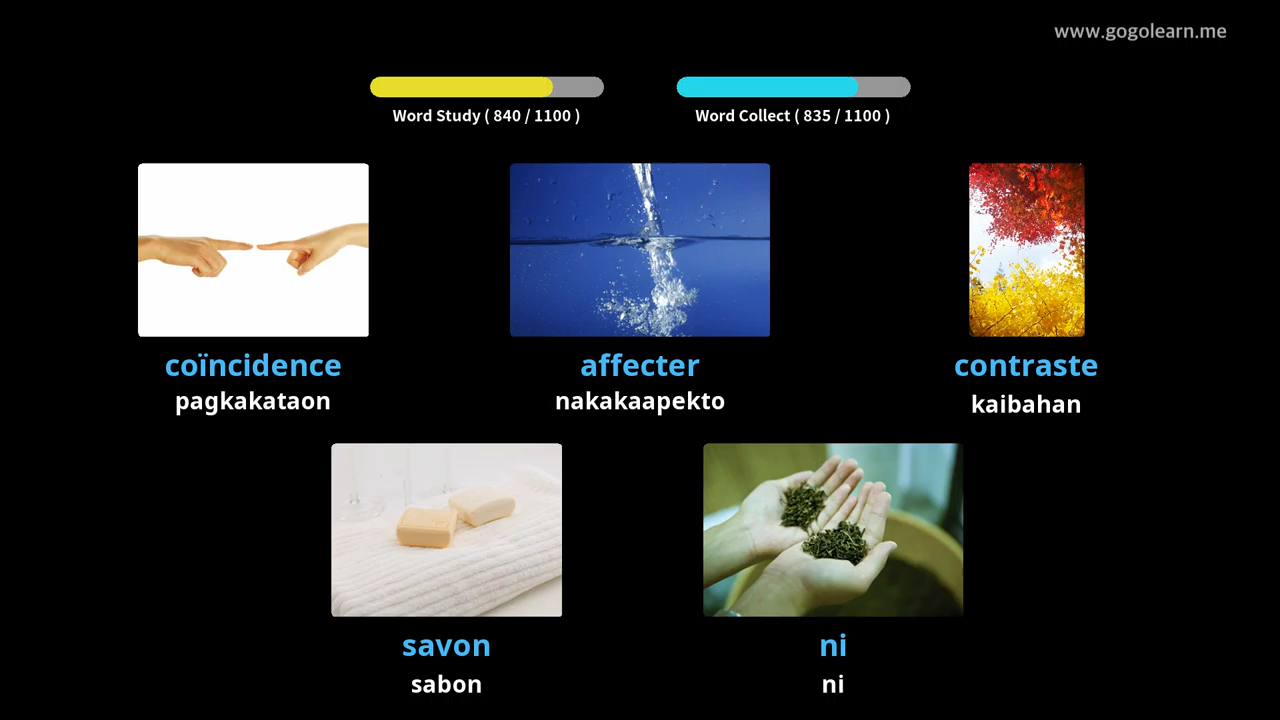 www.gogolearn.me
Word Study ( 840 / 1100 )
Word Collect ( 835 / 1100 )
coïncidence
pagkakataon
affecter
nakakaapekto
contraste
kaibahan
savon
sabon
ni
ni